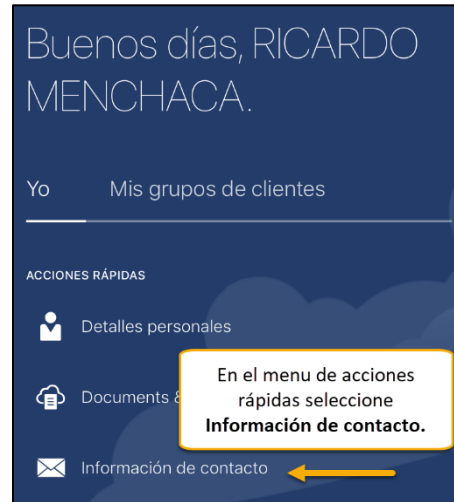 Buenos días, RICARDO
MENCHACA.
Yo Mis grupos de clientes
ACCIONES RÁPIDAS
Detalles personales
Documents &
En el menu de acciones
rápidas seleccione
Información de contacto.
Información de contacto